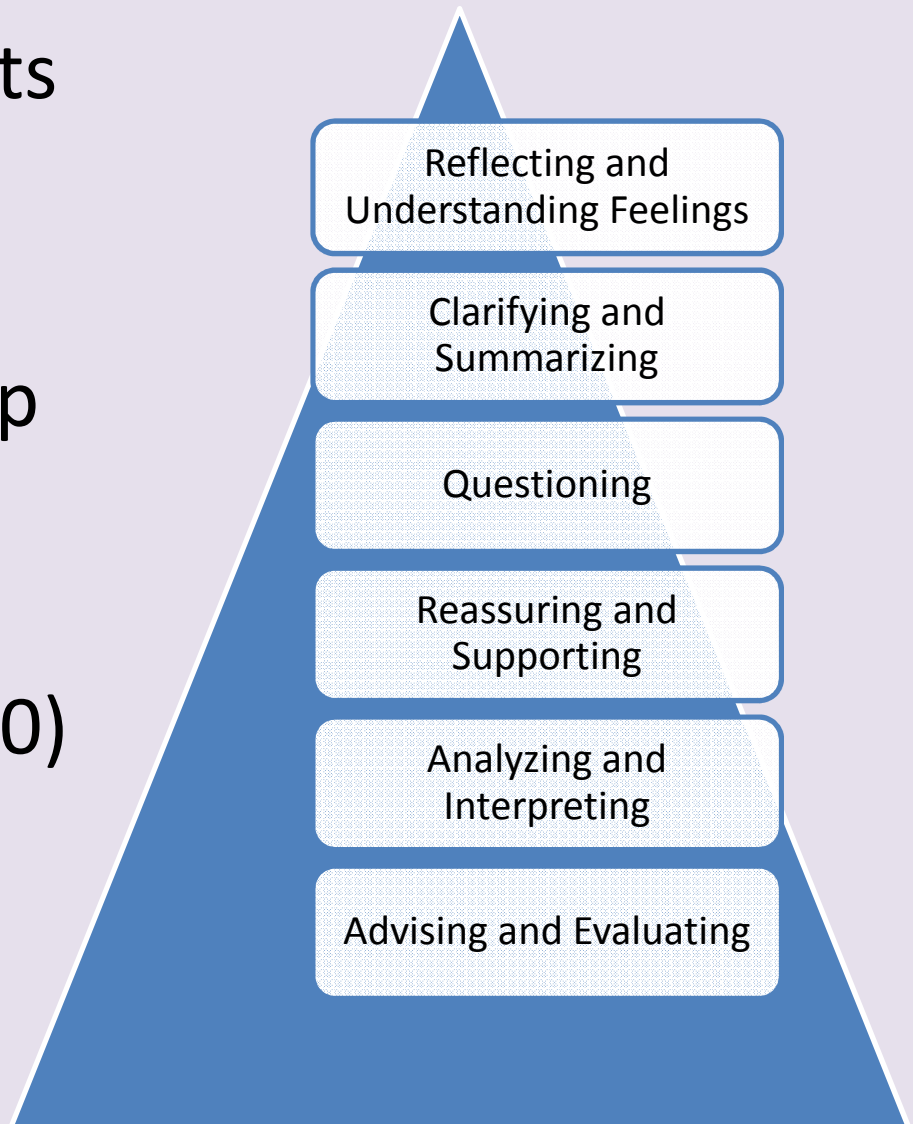 ts
p
0)
Reflecting and
Understanding Feelings
Clarifying and
Summarizing
Questioning
Reassuring and
Supporting
Analyzing and
Interpreting
Advising and Evaluating